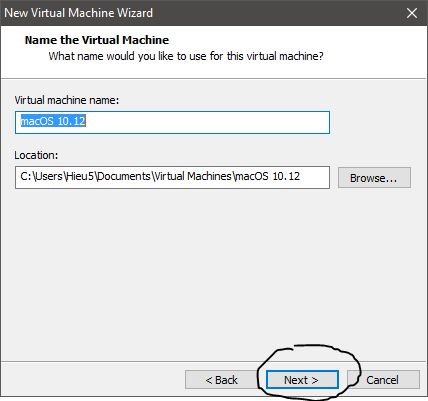 New Virtual Machine Wizard
Name the Virtual Machine
What name would you like to use for this virtual machine?
Virtual machine name:
macOS 10.12
Location:
C:\Users\Hieu5\Documents\Virtual Machines\macOS 10.12
Browse...
< Back
Next >
Cancel